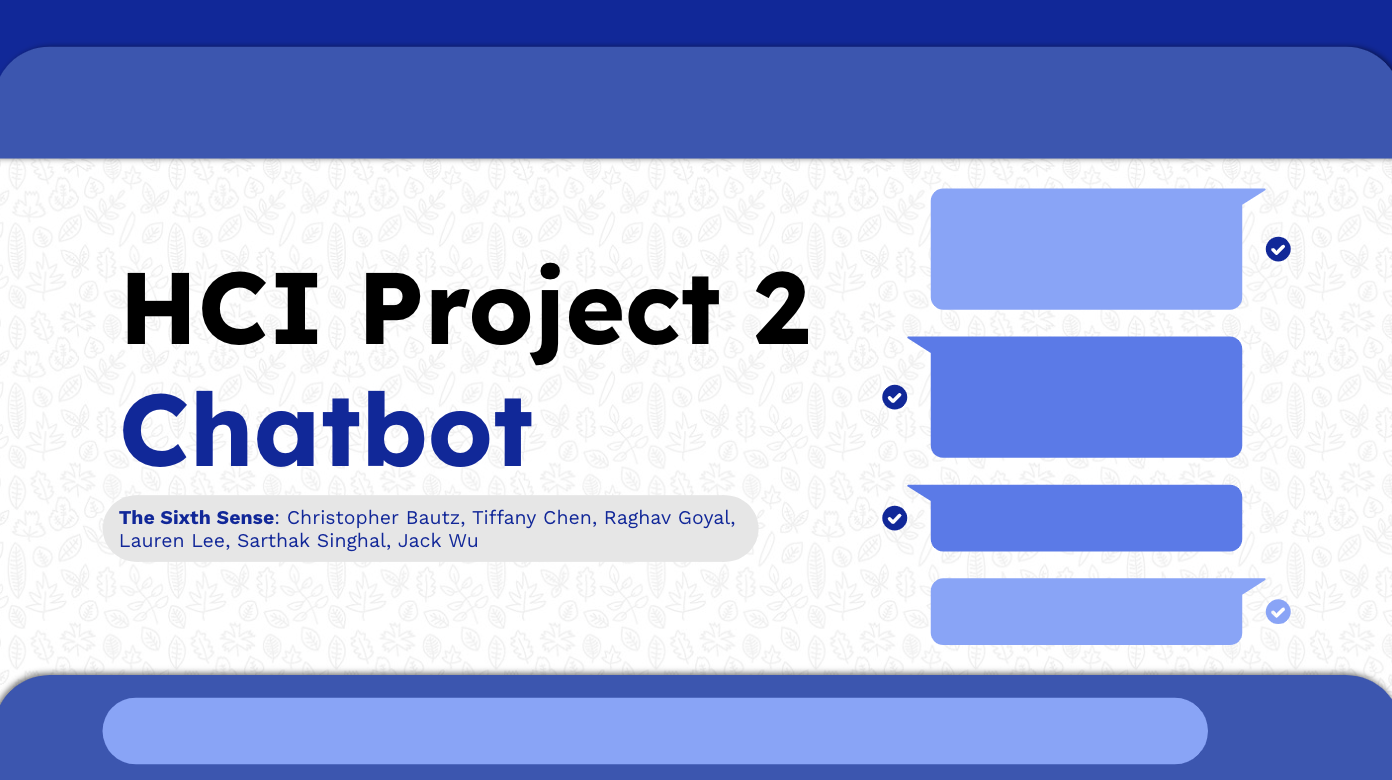 HCI Project 2
Chatbot
The Sixth Sense: Christopher Bautz, Tiffany Chen, Raghav Goyal,
Lauren Lee, Sarthak Singhal, Jack Wu